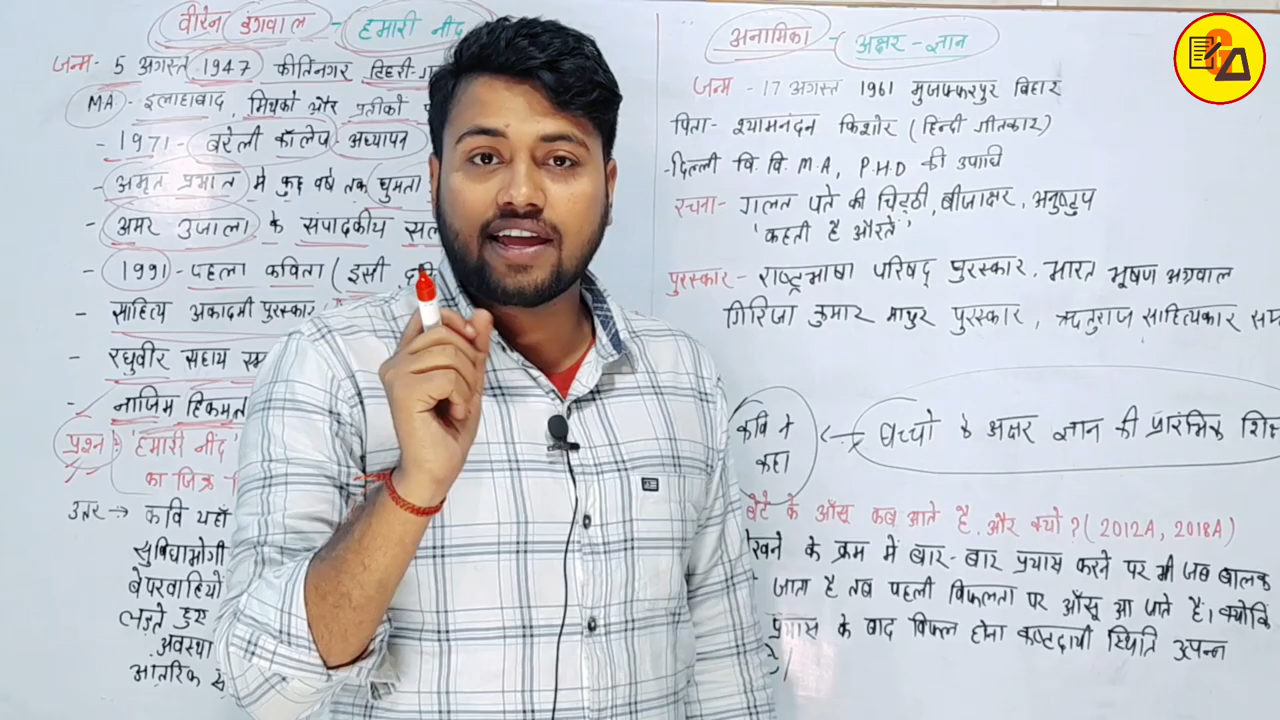 वीरेन डंगवाल - हमारी नींद
जन्म - 5 अगस्त 1947 कीर्तिनगर टिहरी-
MA - इलाहाबाद, मिथकों और प्रतीकों
- 1971 - बरेली कॉलेज अध्यापन
- अमृत प्रभात में कुछ वर्ष तक घुमता
- अमर उजाला के संपादकीय
- 1991 - पहला कविता (इसी
- साहित्य अकादमी पुरस्कार
- रघुवीर सहाय
- नाजिम हिकमत
प्रश्न : 'हमारी नींद'
का जिक्र
उत्तर → कवि यहाँ
सुविधाभोगी
बेपरवाहियों
लड़ते हुए
अवस्था
आंतरिक
अनामिका - अक्षर - ज्ञान
जन्म - 17 अगस्त 1961 मुजफ्फरपुर बिहार
पिता - श्यामनंदन किशोर (हिन्दी गीतकार)
- दिल्ली वि. वि. M.A, P.H.D की उपाधि
रचना - गलत पते की चिट्ठी, बीजाक्षर, अनुष्टुप
'कहती है औरतें'
पुरस्कार - राष्ट्रभाषा परिषद् पुरस्कार, भारत भूषण अग्रवाल
गिरिजा कुमार माथुर पुरस्कार, ऋतुराज साहित्यकार
कवि ने
कहा
बच्चों के अक्षर ज्ञान की प्रारंभिक
बेटे के आँसू कब आते है. और क्यों ? (2012A, 2018A)
के क्रम में बार-बार प्रयास करने पर भी जब बालक
जाता है तब पहली विफलता पर आँसू आ जाते हैं। क्योंकि
प्रयास के बाद विफल होना कष्टदायी स्थिति उत्पन्न